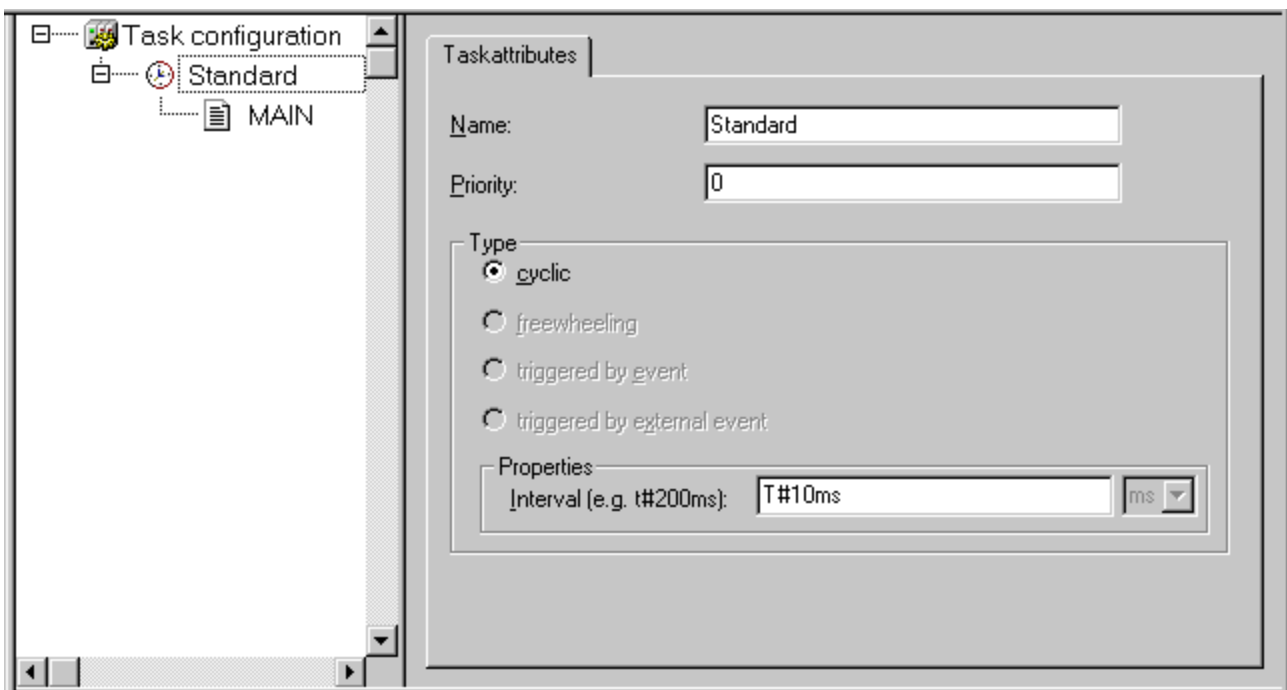 Task configuration
Standard
MAIN
Taskattributes
Name: Standard
Priority: 0
Type
cyclic
freewheeling
triggered by event
triggered by external event
Properties
Interval (e.g. t#200ms): T#10ms ms